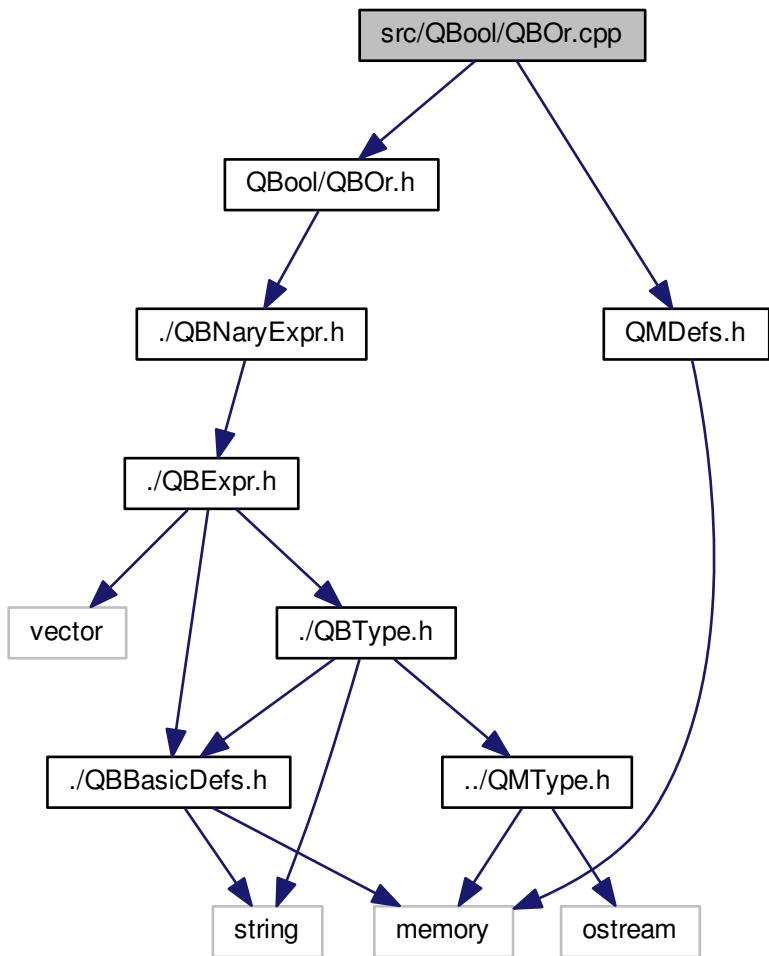 src/QBool/QBOr.cpp
QBool/QBOr.h
./QBNaryExpr.h
QMDefs.h
./QBExpr.h
vector
./QBType.h
./QBBasicDefs.h
../QMType.h
string
memory
ostream